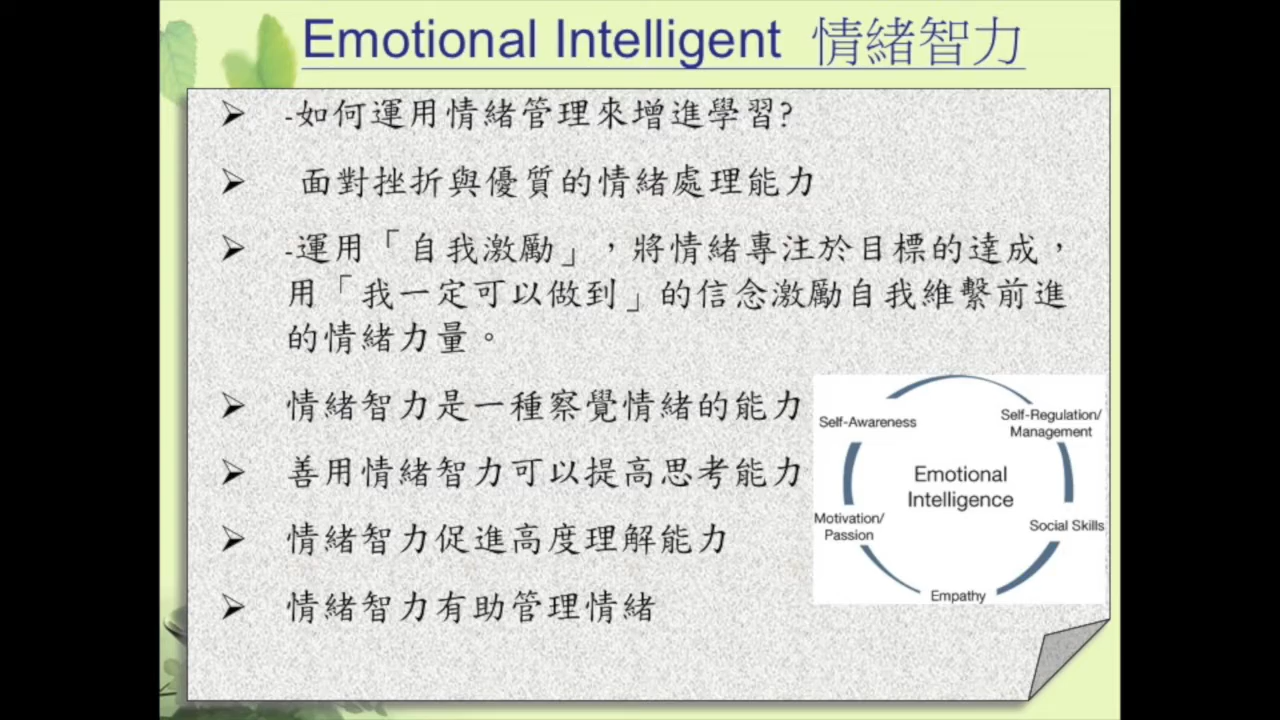 Emotional Intelligent 情緒智力
-如何運用情緒管理來增進學習?
面對挫折與優質的情緒處理能力
-運用「自我激勵」，將情緒專注於目標的達成，
用「我一定可以做到」的信念激勵自我維繫前進
的情緒力量。
情緒智力是一種察覺情緒的能力
善用情緒智力可以提高思考能力
情緒智力促進高度理解能力
情緒智力有助管理情緒
Self-Awareness
Self-Regulation/
Management
Emotional
Intelligence
Motivation/
Passion
Social Skills
Empathy